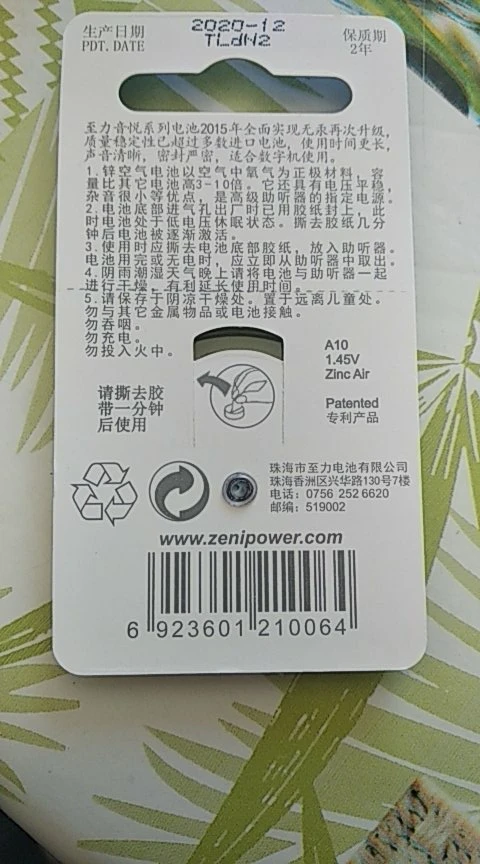 生产日期
PDT. DATE
2020-12
TLdN2
保质期
2年
至力音悦系列电池2015年全面实现无汞再次升级,
质量稳定性已超过多数进口电池,使用时间更长,
声音清晰,密封严密,适合数字机使用。
1.锌空气电池以空气中氧气为正极材料,容
量比其它电池高3-10倍。它还具有电压平稳,
杂音很小等优点,是高级助听器的指定电源。
2.电池底部进气孔出厂时已用胶纸封上,此
时电池处于低电压休眠状态。撕去胶纸几分
钟后电池被逐渐激活。
3.使用时应撕去电池底部胶纸,放入助听器。
电池用完或无电时,应立即从助听器中取出。
4.阴雨潮湿天气晚上请将电池与助听器一起
进行干燥,有利延长使用时间。
5.请保存于阴凉干燥处。置于远离儿童处。
勿与其它金属物品或电池接触。
勿吞咽。
勿充电。
勿投入火中。
A10
1.45V
Zinc Air
Patented
专利产品
请撕去胶
带一分钟
后使用
珠海市至力电池有限公司
珠海香洲区兴华路130号7楼
电话:0756 252 6620
邮编:519002
www.zenipower.com
6 923601 210064